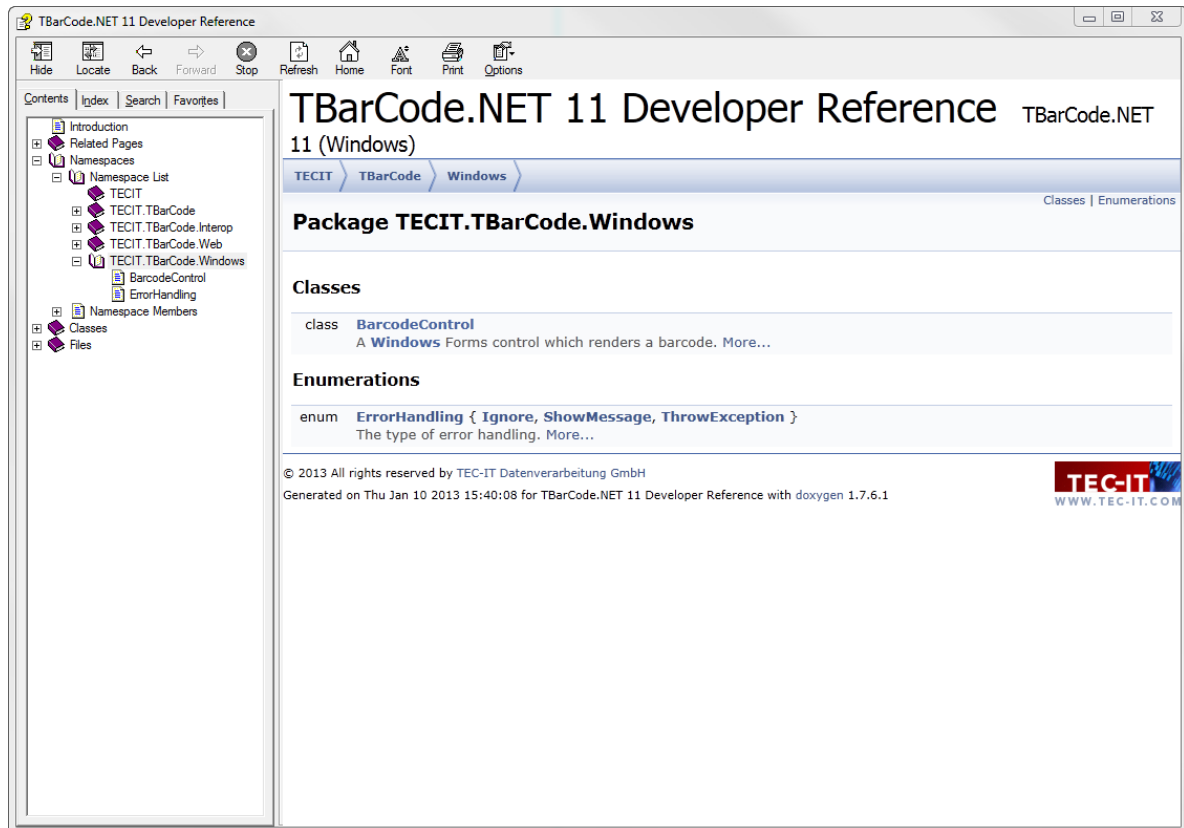 TBarCode.NET 11 Developer Reference
Hide Locate Back Forward Stop Refresh Home Font Print Options
Contents Index Search Favorites
Introduction
Related Pages
Namespaces
Namespace List
TECIT
TECIT.TBarCode
TECIT.TBarCode.Interop
TECIT.TBarCode.Web
TECIT.TBarCode.Windows
BarcodeControl
ErrorHandling
Namespace Members
Classes
Files
TBarCode.NET 11 Developer Reference TBarCode.NET
11 (Windows)
TECIT TBarCode Windows
Classes | Enumerations
Package TECIT.TBarCode.Windows
Classes
class BarcodeControl
A Windows Forms control which renders a barcode. More...
Enumerations
enum ErrorHandling { Ignore, ShowMessage, ThrowException }
The type of error handling. More...
© 2013 All rights reserved by TEC-IT Datenverarbeitung GmbH
Generated on Thu Jan 10 2013 15:40:08 for TBarCode.NET 11 Developer Reference with doxygen 1.7.6.1
TEC-IT
WWW.TEC-IT.COM